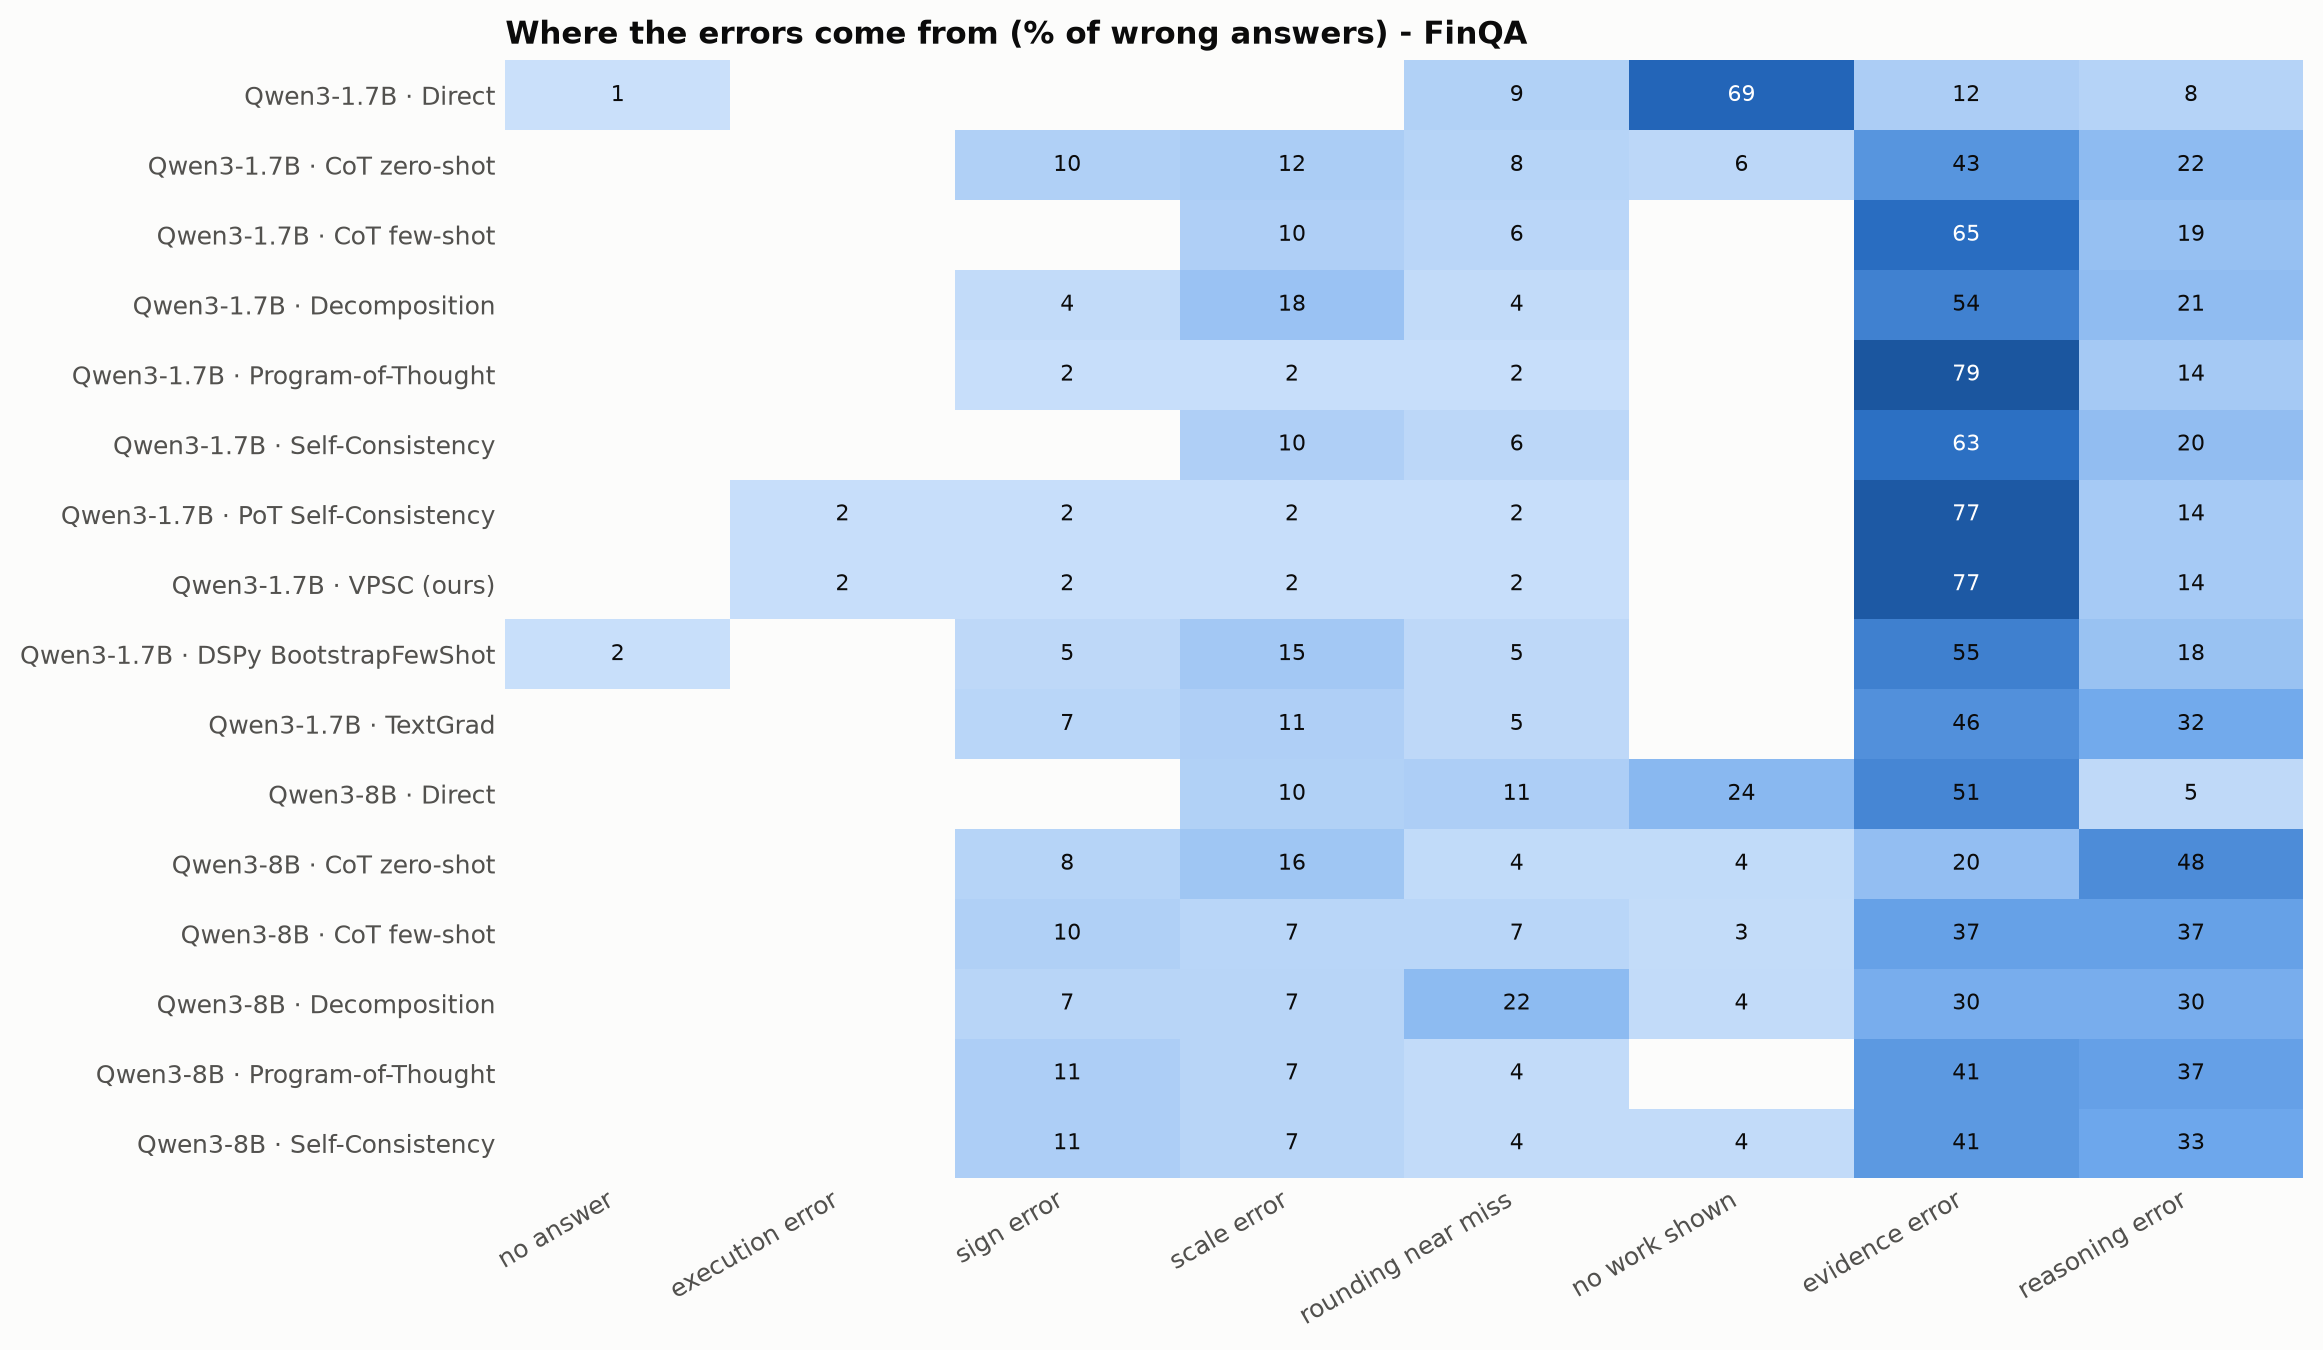 Where the errors come from (% of wrong answers) - FinQA
Qwen3-1.7B · Direct 1 9 69 12 8
Qwen3-1.7B · CoT zero-shot 10 12 8 6 43 22
Qwen3-1.7B · CoT few-shot 10 6 65 19
Qwen3-1.7B · Decomposition 4 18 4 54 21
Qwen3-1.7B · Program-of-Thought 2 2 2 79 14
Qwen3-1.7B · Self-Consistency 10 6 63 20
Qwen3-1.7B · PoT Self-Consistency 2 2 2 2 77 14
Qwen3-1.7B · VPSC (ours) 2 2 2 2 77 14
Qwen3-1.7B · DSPy BootstrapFewShot 2 5 15 5 55 18
Qwen3-1.7B · TextGrad 7 11 5 46 32
Qwen3-8B · Direct 10 11 24 51 5
Qwen3-8B · CoT zero-shot 8 16 4 4 20 48
Qwen3-8B · CoT few-shot 10 7 7 3 37 37
Qwen3-8B · Decomposition 7 7 22 4 30 30
Qwen3-8B · Program-of-Thought 11 7 4 41 37
Qwen3-8B · Self-Consistency 11 7 4 4 41 33
no answer
execution error
sign error
scale error
rounding near miss
no work shown
evidence error
reasoning error